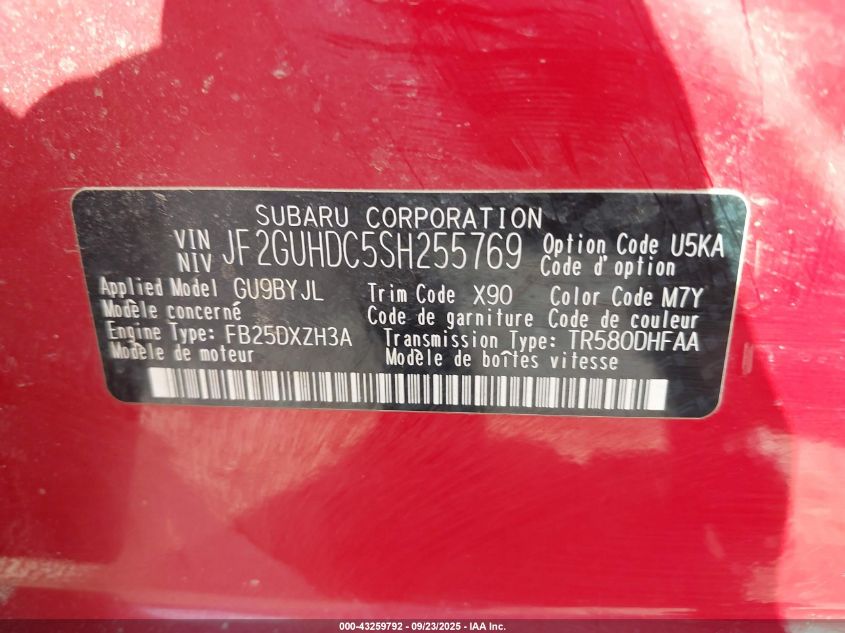 SUBARU CORPORATION
VIN NIV JF2GUHDC5SH255769 Option Code U5KA
Code d'option
Applied Model GU9BYJL Trim Code X90 Color Code M7Y
Modèle concerné Code de garniture Code de couleur
Engine Type: FB25DXZH3A Transmission Type: TR580DHFAA
Modèle de moteur Modèle de boîtes vitesse
000-43259792 - 09/23/2025 - IAA Inc.